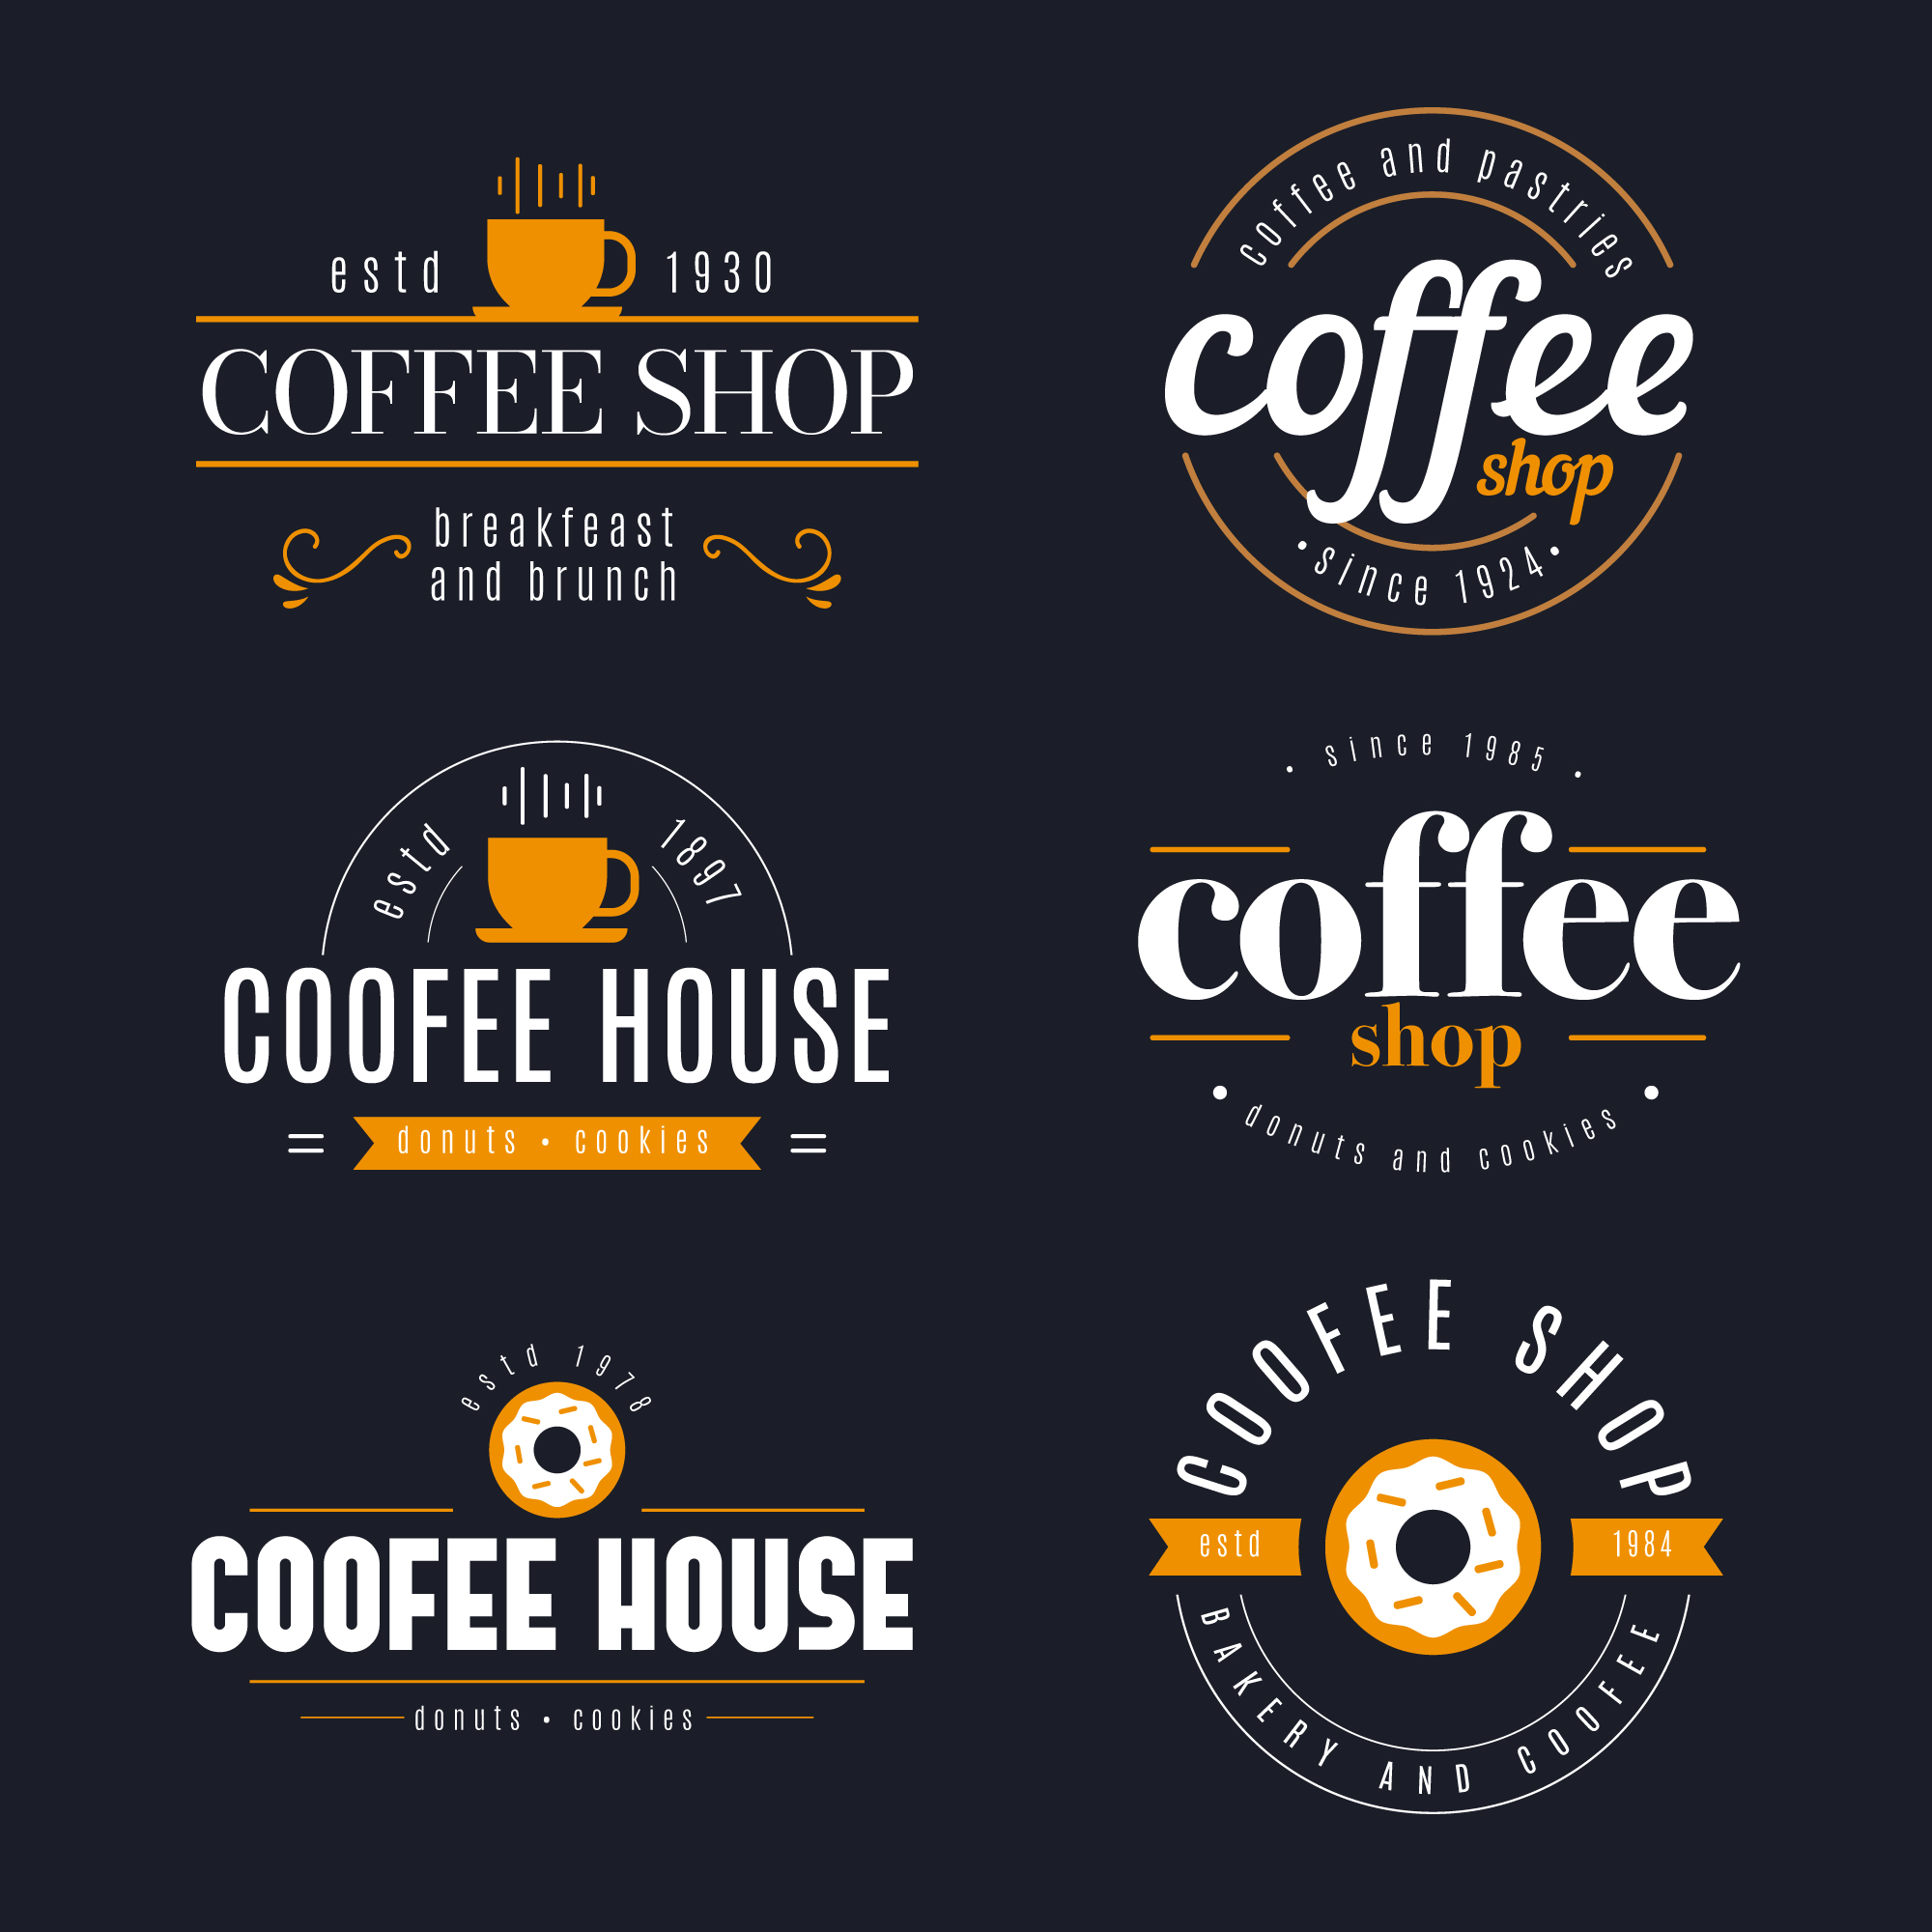 estd 1930
COFFEE SHOP
breakfeast
and brunch
coffee and pastries
coffee
shop
•since 1924•
estd 1897
COOFEE HOUSE
= donuts • cookies =
• since 1985 •
coffee
shop
• donuts and cookies •
estd 1978
COOFEE HOUSE
donuts • cookies
COOFEE SHOP
estd 1984
BAKERY AND COOFEE